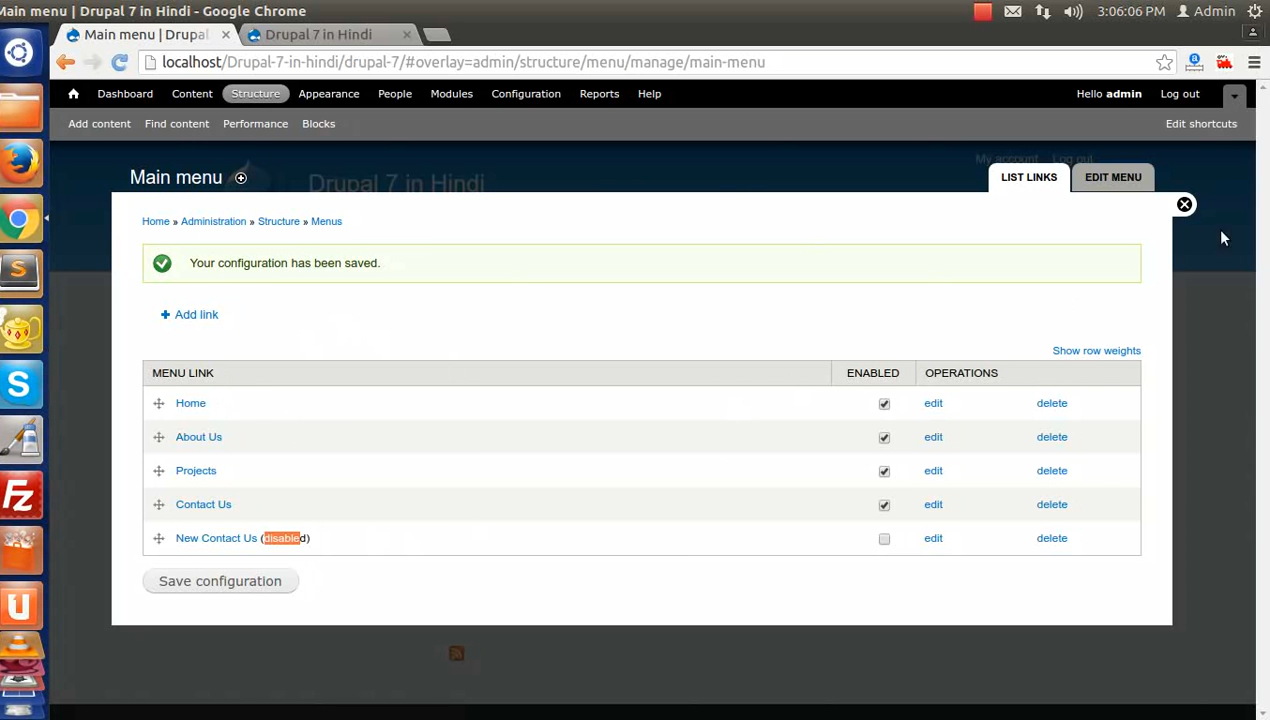 Main menu | Drupal 7 in Hindi - Google Chrome
3:06:06 PM
Admin
Main menu | Drupal
Drupal 7 in Hindi
localhost/Drupal-7-in-hindi/drupal-7/#overlay=admin/structure/menu/manage/main-menu
Dashboard Content Structure Appearance People Modules Configuration Reports Help
Hello admin Log out
Add content Find content Performance Blocks
Edit shortcuts
My account Log out
Main menu
Drupal 7 in Hindi
LIST LINKS EDIT MENU
Home » Administration » Structure » Menus
Your configuration has been saved.
Add link
Show row weights
MENU LINK ENABLED OPERATIONS
Home edit delete
About Us edit delete
Projects edit delete
Contact Us edit delete
New Contact Us (disabled) edit delete
Save configuration